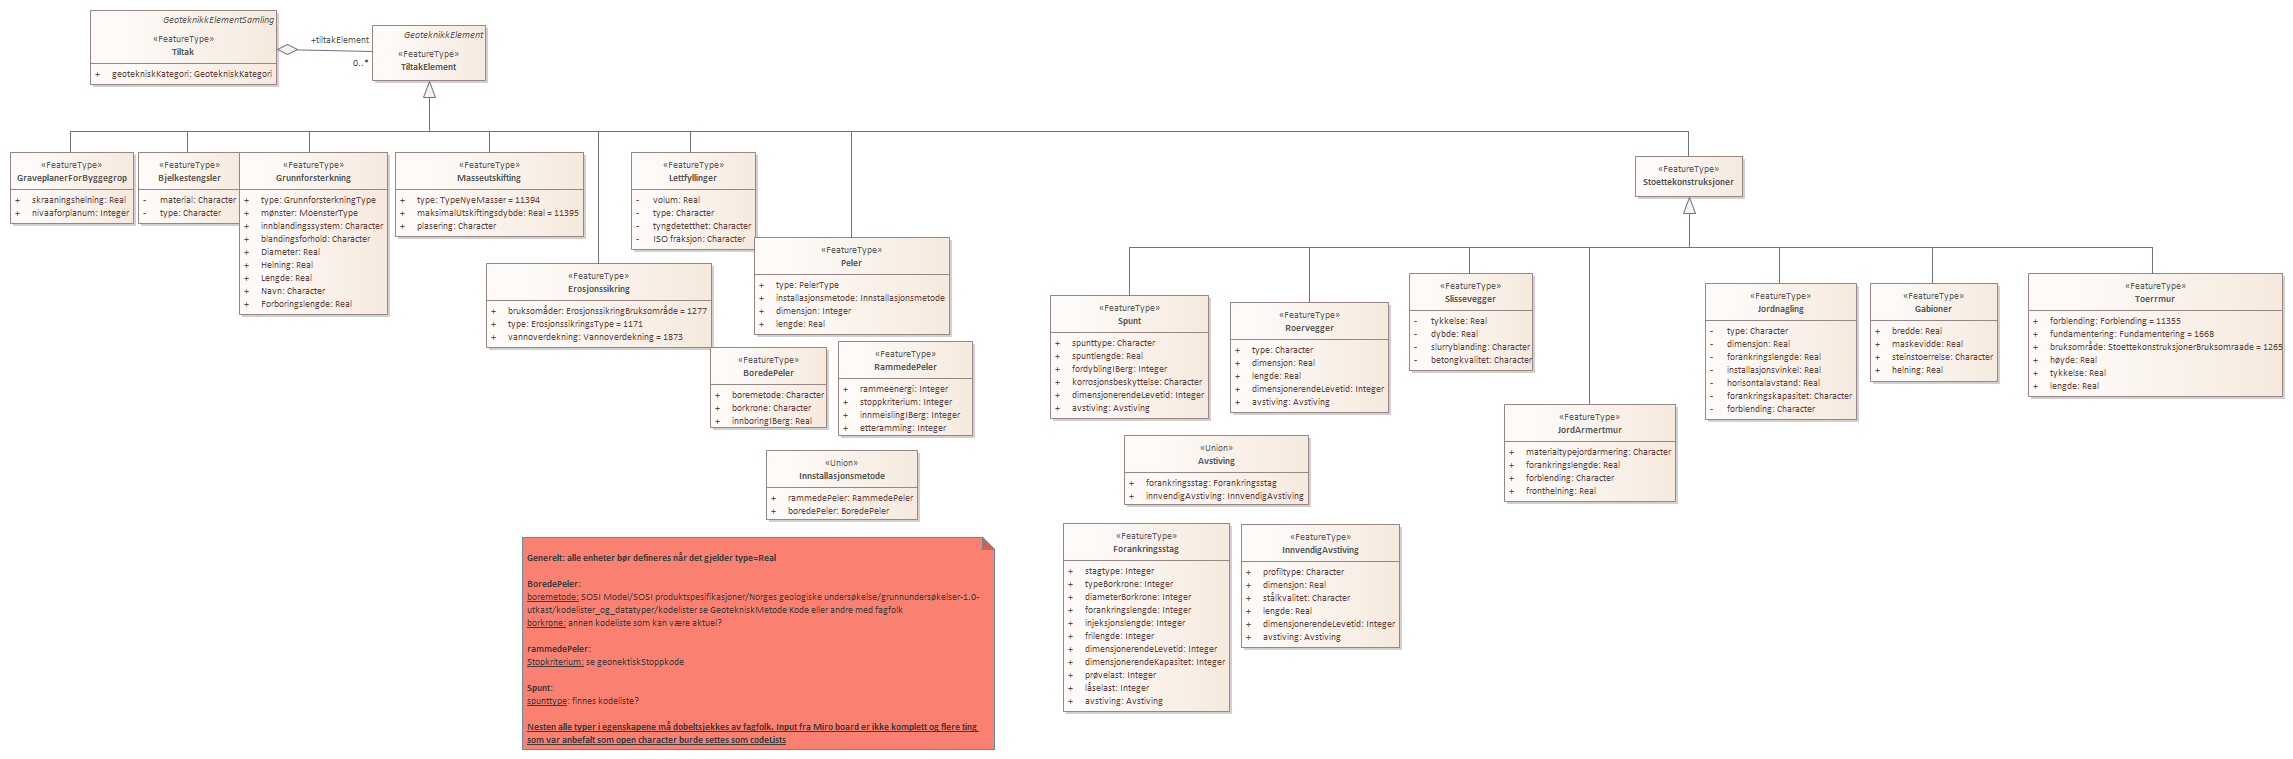 GeoteknikkElementSamling
«FeatureType»
Tiltak
+ geotekniskKategori: GeotekniskKategori
+tiltakElement
0..*
GeoteknikkElement
«FeatureType»
TiltakElement
«FeatureType»
GraveplanerForByggegrop
+ skraaningshelning: Real
+ nivaaforplanum: Integer
«FeatureType»
Bjelkestengsler
- material: Character
- type: Character
«FeatureType»
Grunnforsterkning
+ type: GrunnforsterkningType
+ mønster: MoensterType
+ innblandingssystem: Character
+ blandingsforhold: Character
+ Diameter: Real
+ Helning: Real
+ Lengde: Real
+ Navn: Character
+ Forboringslengde: Real
«FeatureType»
Masseutskifting
+ type: TypeNyeMasser = 11394
+ maksimalUtskiftingsdybde: Real = 11395
+ plasering: Character
«FeatureType»
Erosjonssikring
+ bruksområder: ErosjonssikringBruksområde = 1277
+ type: ErosjonssikringsType = 1171
+ vannoverdekning: Vannoverdekning = 1873
«FeatureType»
Lettfyllinger
- volum: Real
- type: Character
- tyngdetetthet: Character
- ISO fraksjon: Character
«FeatureType»
Peler
+ type: PelerType
+ installasjonsmetode: Innstallasjonsmetode
+ dimensjon: Integer
+ lengde: Real
«FeatureType»
BoredePeler
+ boremetode: Character
+ borkrone: Character
+ innboringIBerg: Real
«FeatureType»
RammedePeler
+ rammeenergi: Integer
+ stoppkriterium: Integer
+ innmeislingIBerg: Integer
+ etteramming: Integer
«Union»
Innstallasjonsmetode
+ rammedePeler: RammedePeler
+ boredePeler: BoredePeler
«FeatureType»
Stoettekonstruksjoner
«FeatureType»
Spunt
+ spunttype: Character
+ spuntlengde: Real
+ fordyblingIBerg: Integer
+ korrosjonsbeskyttelse: Character
+ dimensjonerendeLevetid: Integer
+ avstiving: Avstiving
«FeatureType»
Roervegger
+ type: Character
+ dimensjon: Real
+ lengde: Real
+ dimensjonerendeLevetid: Integer
+ avstiving: Avstiving
«FeatureType»
Slissevegger
- tykkelse: Real
- dybde: Real
- slurryblanding: Character
- betongkvalitet: Character
«FeatureType»
JordArmertmur
+ materialtypejordarmering: Character
+ forankringslengde: Real
+ forblending: Character
+ fronthelning: Real
«FeatureType»
Jordnagling
- type: Character
- dimensjon: Real
- forankringslengde: Real
- installasjonsvinkel: Real
- horisontalavstand: Real
- forankringskapasitet: Character
- forblending: Character
«FeatureType»
Gabioner
+ bredde: Real
+ maskevidde: Real
+ steinstoerrelse: Character
+ helning: Real
«FeatureType»
Toerrmur
+ forblending: Forblending = 11355
+ fundamentering: Fundamentering = 1668
+ bruksområde: StoettekonstruksjonerBruksomraade = 1265
+ høyde: Real
+ tykkelse: Real
+ lengde: Real
«Union»
Avstiving
+ forankringsstag: Forankringsstag
+ innvendigAvstiving: InnvendigAvstiving
«FeatureType»
Forankringsstag
+ stagtype: Integer
+ typeBorkrone: Integer
+ diameterBorkrone: Integer
+ forankringslengde: Integer
+ injeksjonslengde: Integer
+ frilengde: Integer
+ dimensjonerendeLevetid: Integer
+ dimensjonerendeKapasitet: Integer
+ prøvelast: Integer
+ låselast: Integer
+ avstiving: Avstiving
«FeatureType»
InnvendigAvstiving
+ profiltype: Character
+ dimensjon: Real
+ stålkvalitet: Character
+ lengde: Real
+ dimensjonerendeLevetid: Integer
+ avstiving: Avstiving
Generelt: alle enheter bør defineres når det gjelder type=Real
BoredePeler:
boremetode: SOSI Model/SOSI produktspesifikasjoner/Norges geologiske undersøkelse/grunnundersøkelser-1.0-
utkast/kodelister_og_datatyper/kodelister se GeotekniskMetode Kode eller andre med fagfolk
borkrone: annen kodeliste som kan være aktuel?
rammedePeler:
Stopkriterium: se geonektiskStoppkode
Spunt:
spunttype: finnes kodeliste?
Nesten alle typer i egenskapene må dobeltsjekkes av fagfolk. Input fra Miro board er ikke komplett og flere ting
som var anbefalt som open character burde settes som codeLists